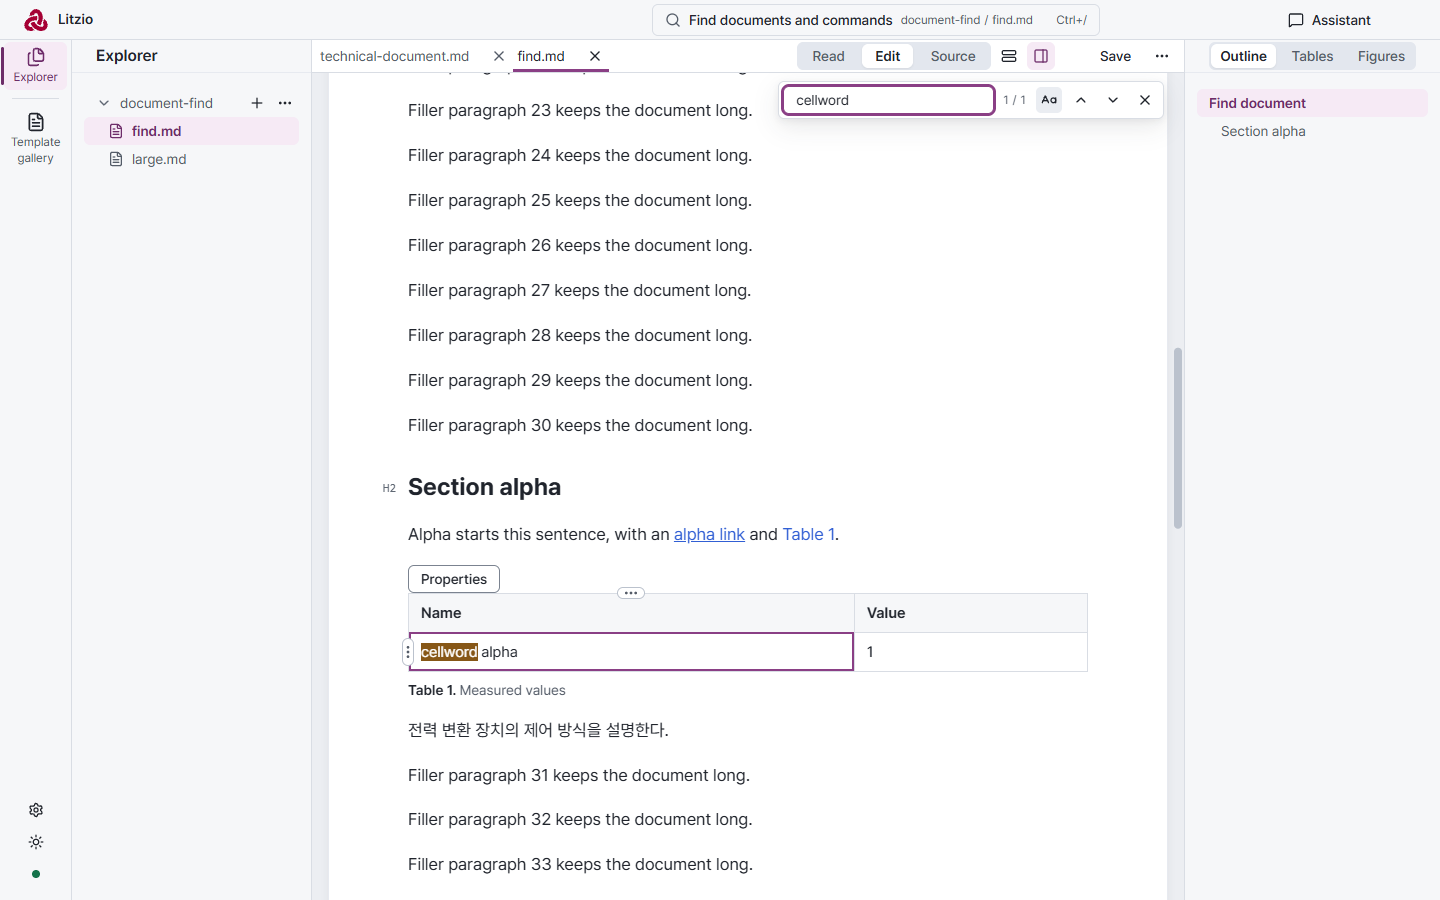 Litzio
Find documents and commands document-find / find.md Ctrl+/
Assistant
Explorer
Template
gallery
Explorer
document-find
find.md
large.md
technical-document.md
find.md
Read Edit Source
Save
cellword
1 / 1
Aa
Filler paragraph 23 keeps the document long.
Filler paragraph 24 keeps the document long.
Filler paragraph 25 keeps the document long.
Filler paragraph 26 keeps the document long.
Filler paragraph 27 keeps the document long.
Filler paragraph 28 keeps the document long.
Filler paragraph 29 keeps the document long.
Filler paragraph 30 keeps the document long.
H2 Section alpha
Alpha starts this sentence, with an alpha link and Table 1.
Properties
Name Value
cellword alpha 1
Table 1. Measured values
전력 변환 장치의 제어 방식을 설명한다.
Filler paragraph 31 keeps the document long.
Filler paragraph 32 keeps the document long.
Filler paragraph 33 keeps the document long.
Outline Tables Figures
Find document
Section alpha